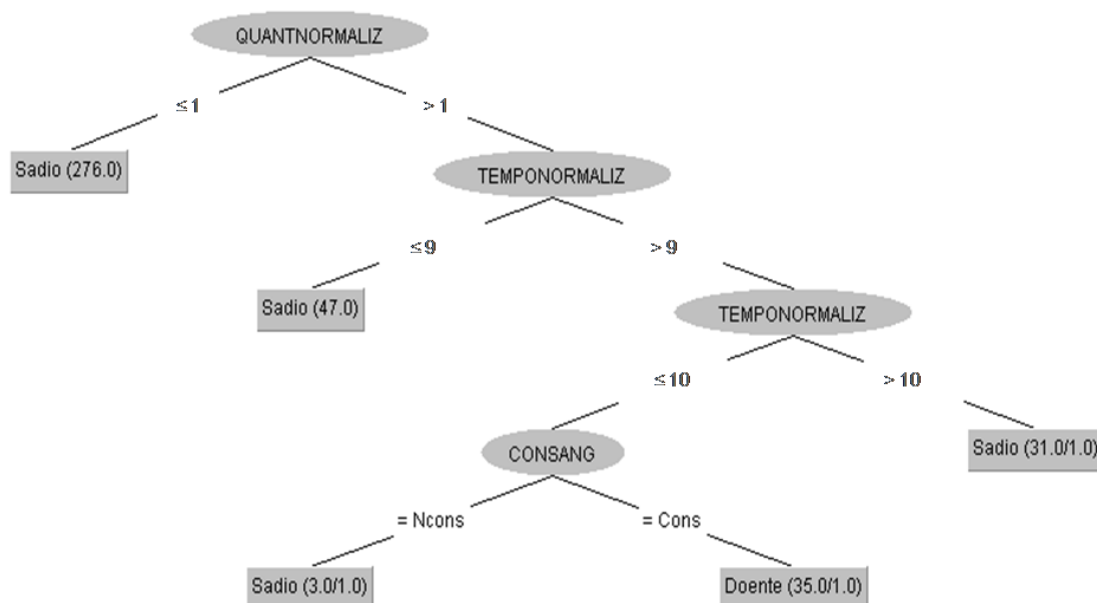 QUANTNORMALIZ
≤1
>1
Sadio (276.0)
TEMPONORMALIZ
≤9
>9
Sadio (47.0)
TEMPONORMALIZ
≤10
>10
CONSANG
Sadio (31.0/1.0)
= Ncons
= Cons
Sadio (3.0/1.0)
Doente (35.0/1.0)